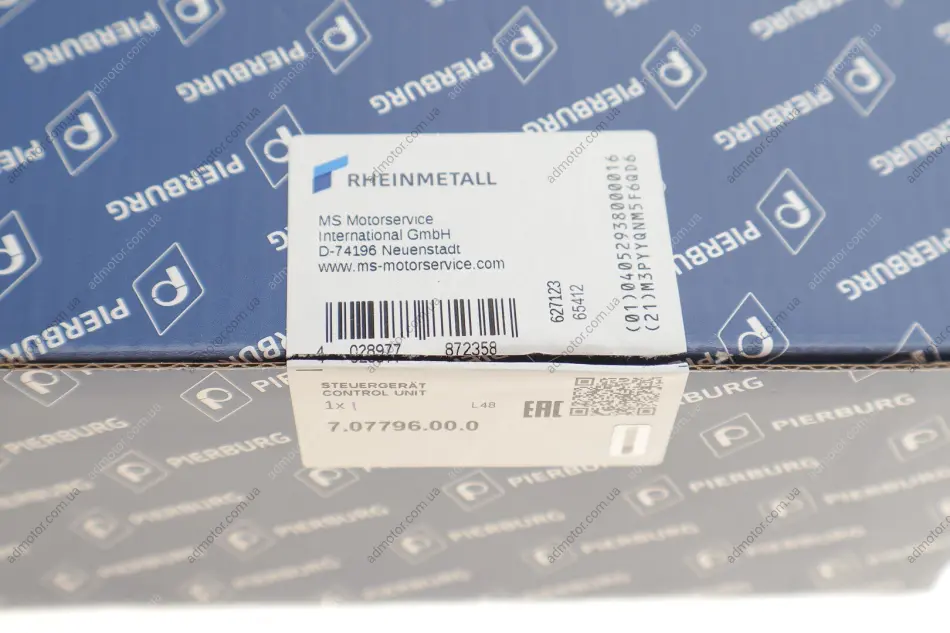 RHEINMETALL
MS Motorservice
International GmbH
D-74196 Neuenstadt
www.ms-motorservice.com
4 028977 872358
627123
65412
(01)04052938000016
(21)M3PYYQNM5F6QD6
STEUERGERÄT
CONTROL UNIT
1x |
L48
EAC
7.07796.00.0
PIERBURG
admotor.com.ua